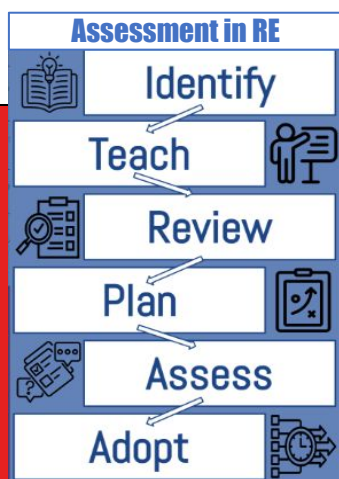 Assessment in RE
Identify
Teach
Review
Plan
Assess
Adopt